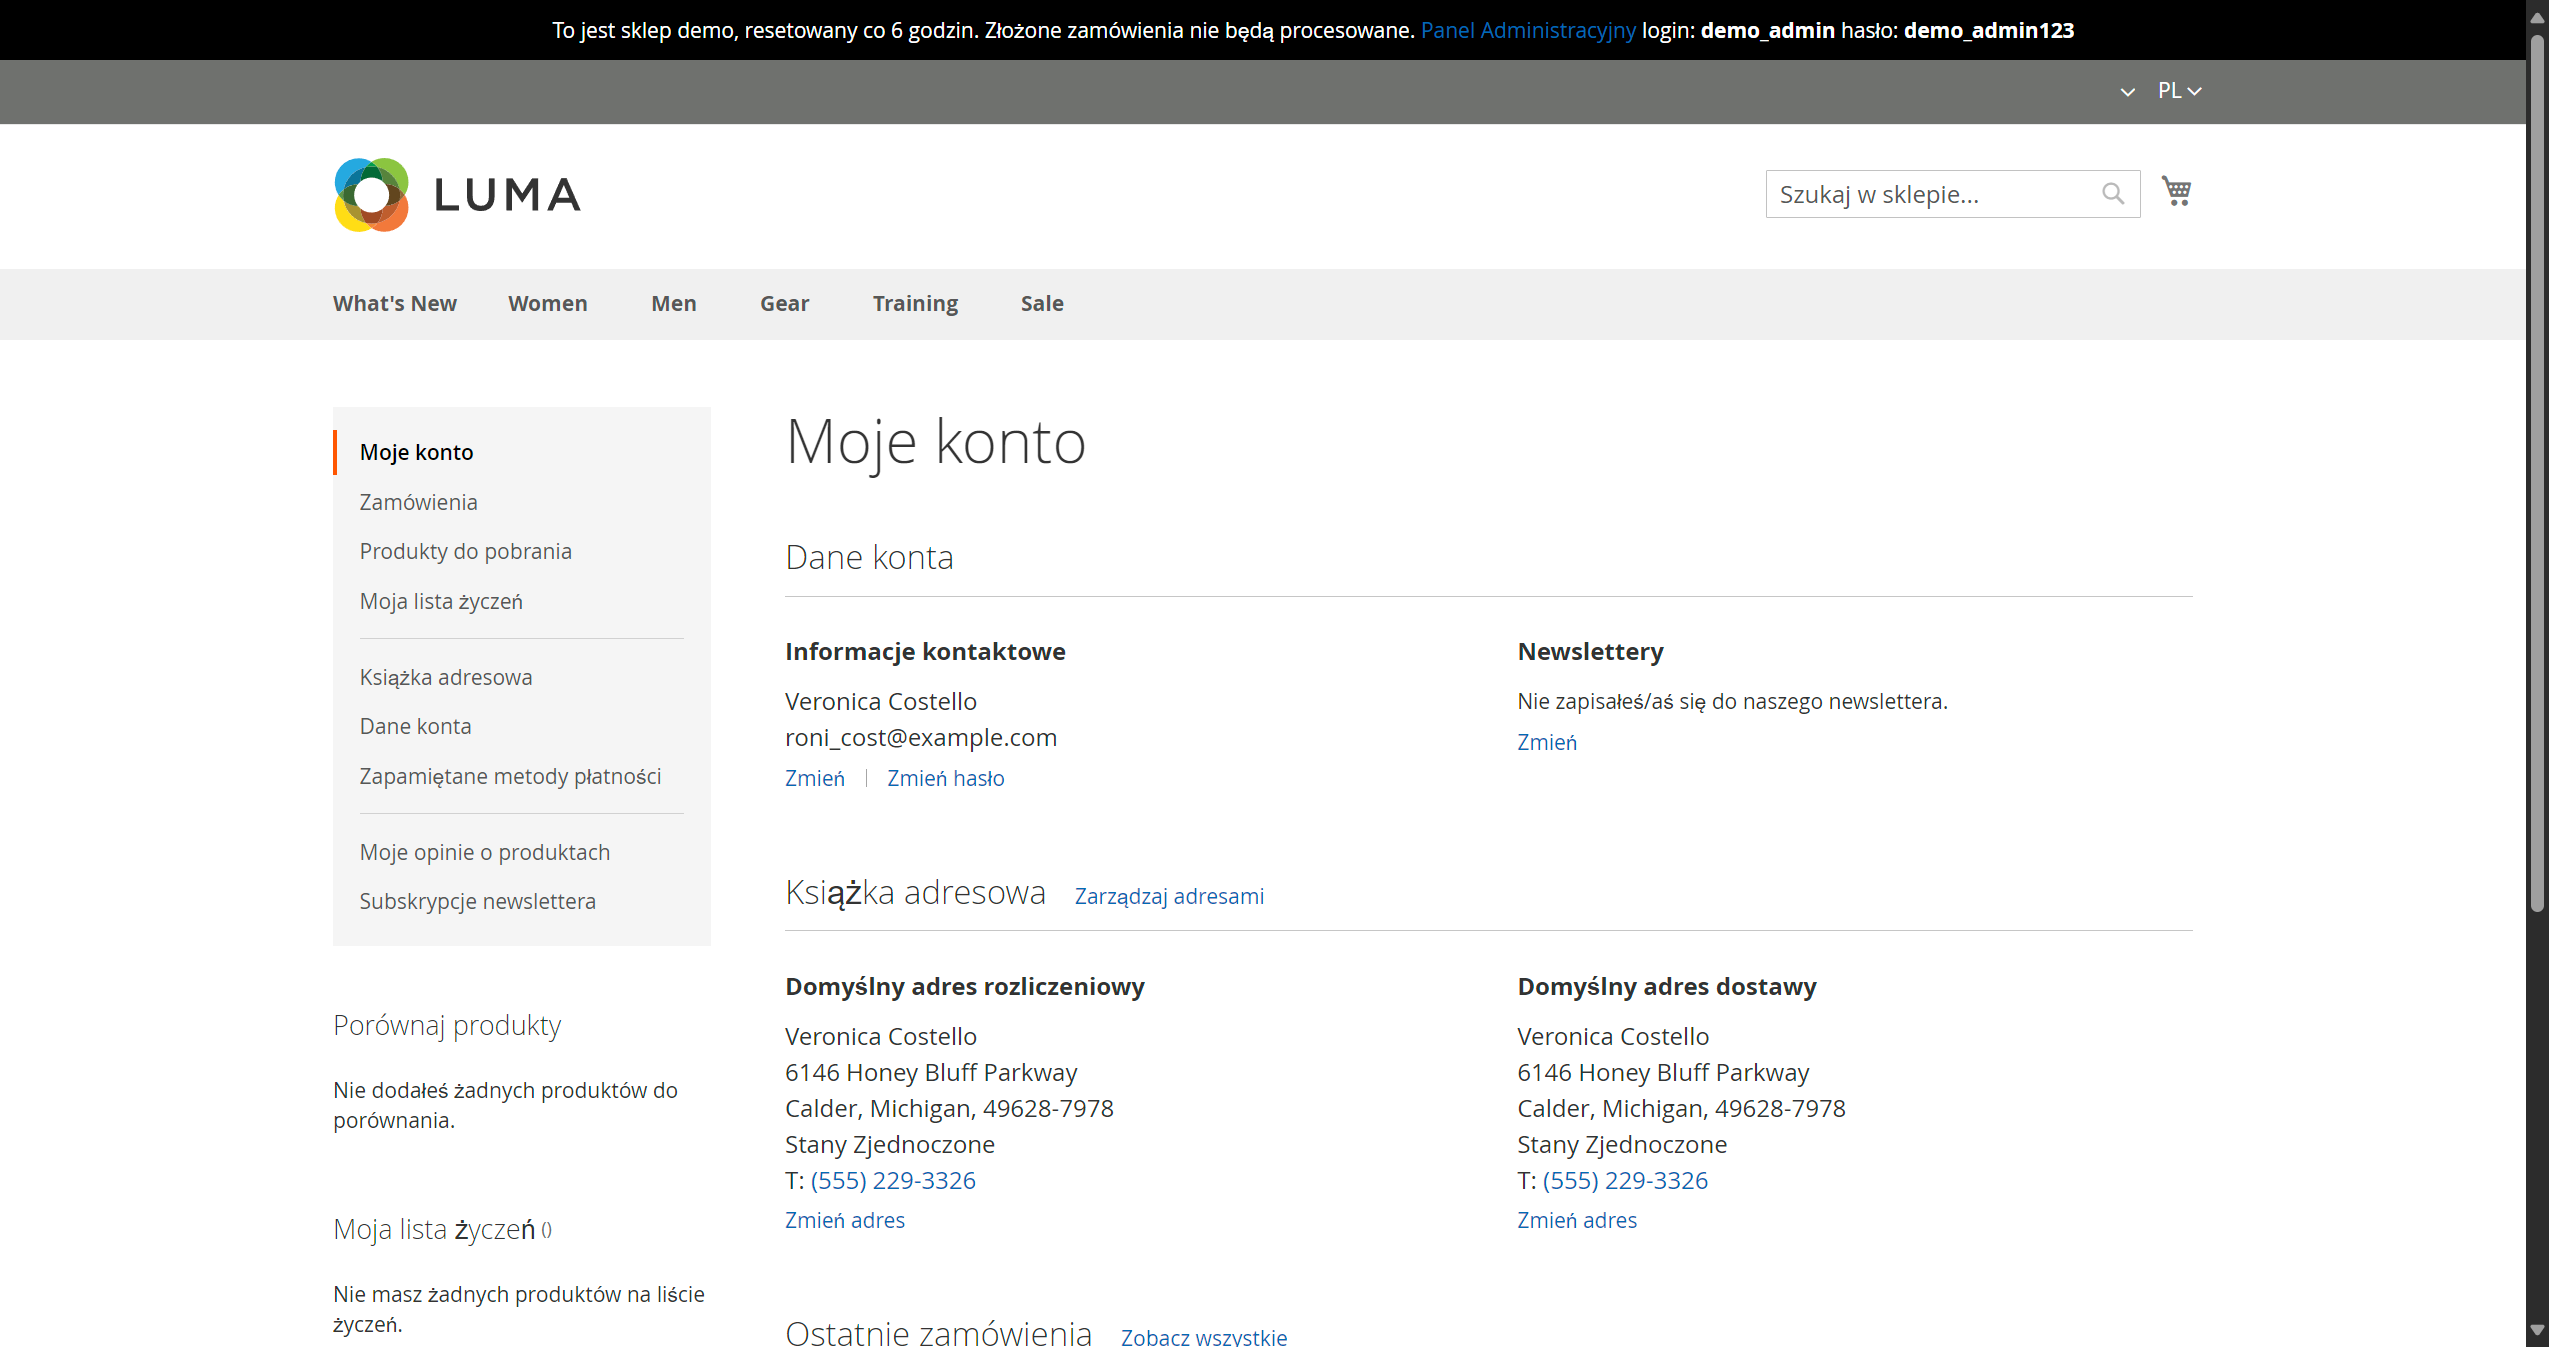 To jest sklep demo, resetowany co 6 godzin. Złożone zamówienia nie będą procesowane. Panel Administracyjny login: demo_admin hasło: demo_admin123
PL
LUMA
Szukaj w sklepie...
What's New Women Men Gear Training Sale
Moje konto
Zamówienia
Produkty do pobrania
Moja lista życzeń
Książka adresowa
Dane konta
Zapamiętane metody płatności
Moje opinie o produktach
Subskrypcje newslettera
Porównaj produkty
Nie dodałeś żadnych produktów do
porównania.
Moja lista życzeń ()
Nie masz żadnych produktów na liście
życzeń.
Moje konto
Dane konta
Informacje kontaktowe
Veronica Costello
roni_cost@example.com
Zmień | Zmień hasło
Newslettery
Nie zapisałeś/aś się do naszego newslettera.
Zmień
Książka adresowa Zarządzaj adresami
Domyślny adres rozliczeniowy
Veronica Costello
6146 Honey Bluff Parkway
Calder, Michigan, 49628-7978
Stany Zjednoczone
T: (555) 229-3326
Zmień adres
Domyślny adres dostawy
Veronica Costello
6146 Honey Bluff Parkway
Calder, Michigan, 49628-7978
Stany Zjednoczone
T: (555) 229-3326
Zmień adres
Ostatnie zamówienia Zobacz wszystkie